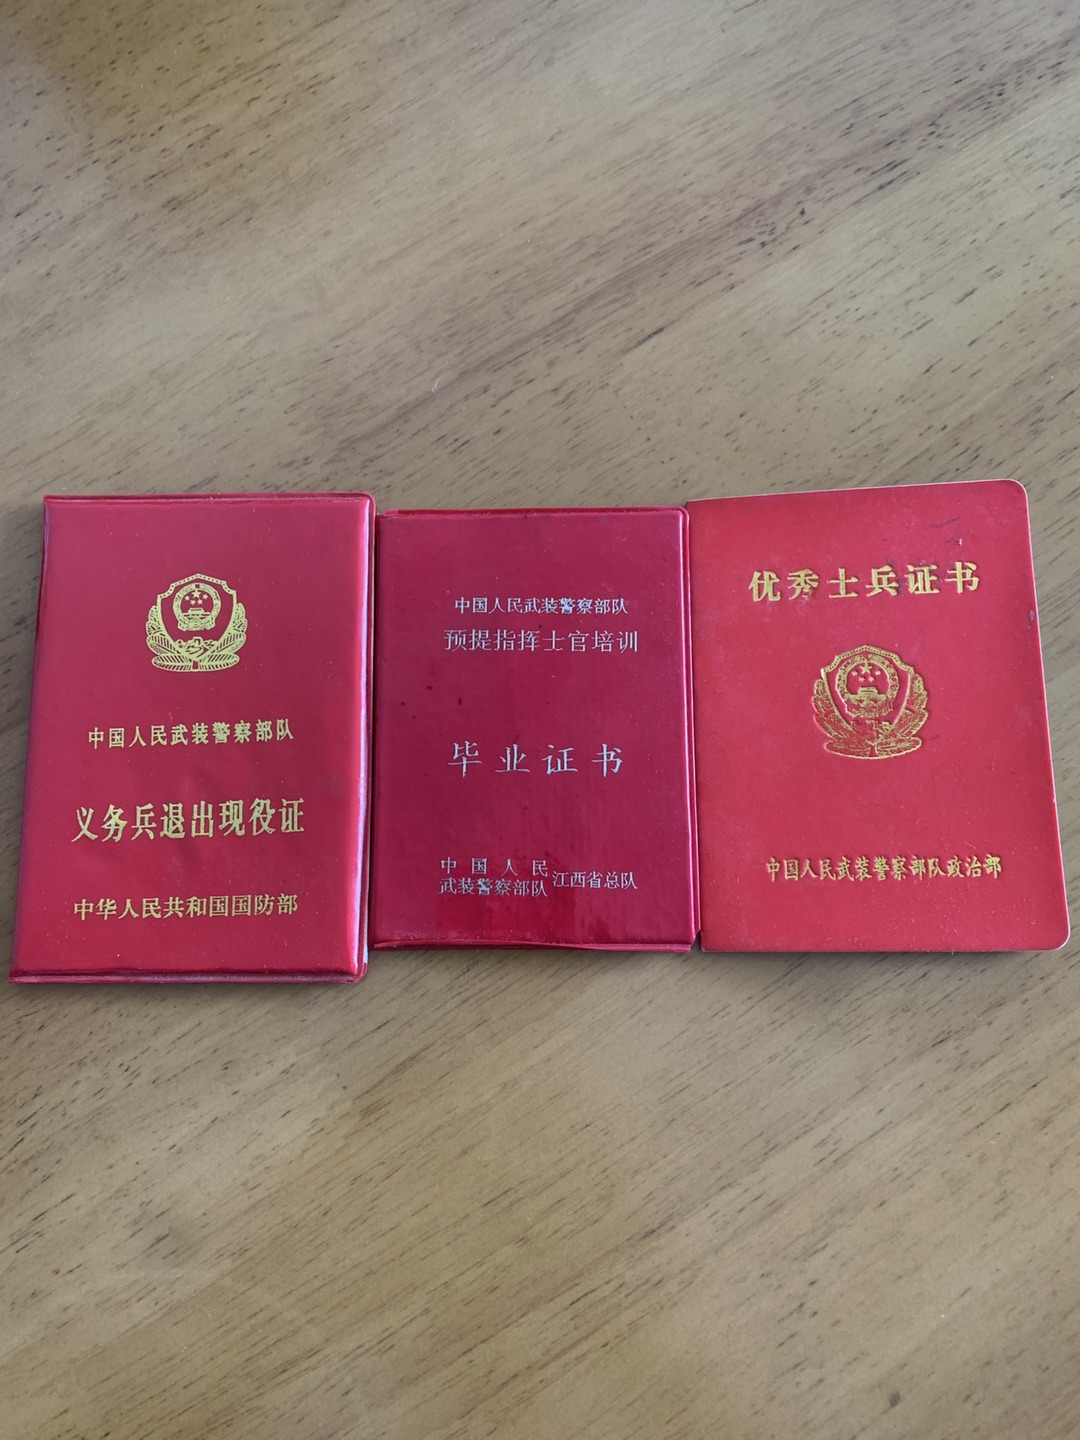 中国人民武装警察部队
义务兵退出现役证
中华人民共和国国防部
中国人民武装警察部队
预提指挥士官培训
毕业证书
中国人民
武装警察部队
江西省总队
优秀士兵证书
中国人民武装警察部队政治部